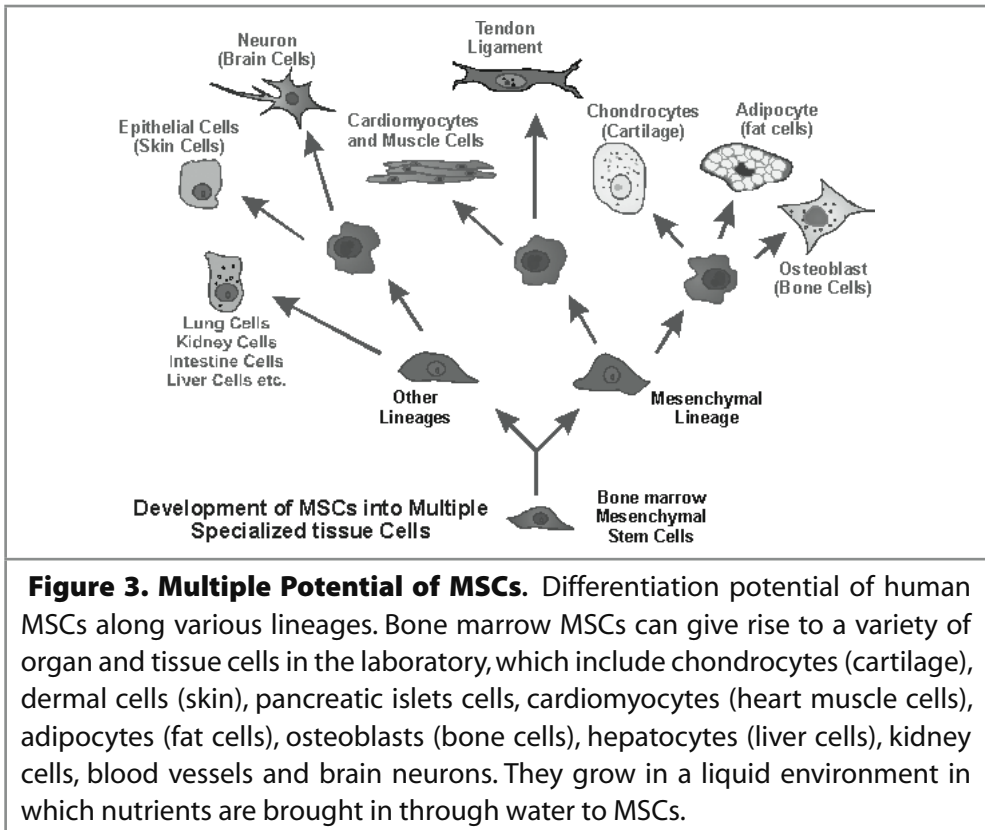 Neuron
(Brain Cells)
Tendon
Ligament
Epithelial Cells
(Skin Cells)
Cardiomyocytes
and Muscle Cells
Chondrocytes
(Cartilage)
Adipocyte
(fat cells)
Osteoblast
(Bone Cells)
Lung Cells
Kidney Cells
Intestine Cells
Liver Cells etc.
Other
Lineages
Mesenchymal
Lineage
Development of MSCs into Multiple
Specialized tissue Cells
Bone marrow
Mesenchymal
Stem Cells
Figure 3. Multiple Potential of MSCs. Differentiation potential of human
MSCs along various lineages. Bone marrow MSCs can give rise to a variety of
organ and tissue cells in the laboratory, which include chondrocytes (cartilage),
dermal cells (skin), pancreatic islets cells, cardiomyocytes (heart muscle cells),
adipocytes (fat cells), osteoblasts (bone cells), hepatocytes (liver cells), kidney
cells, blood vessels and brain neurons. They grow in a liquid environment in
which nutrients are brought in through water to MSCs.